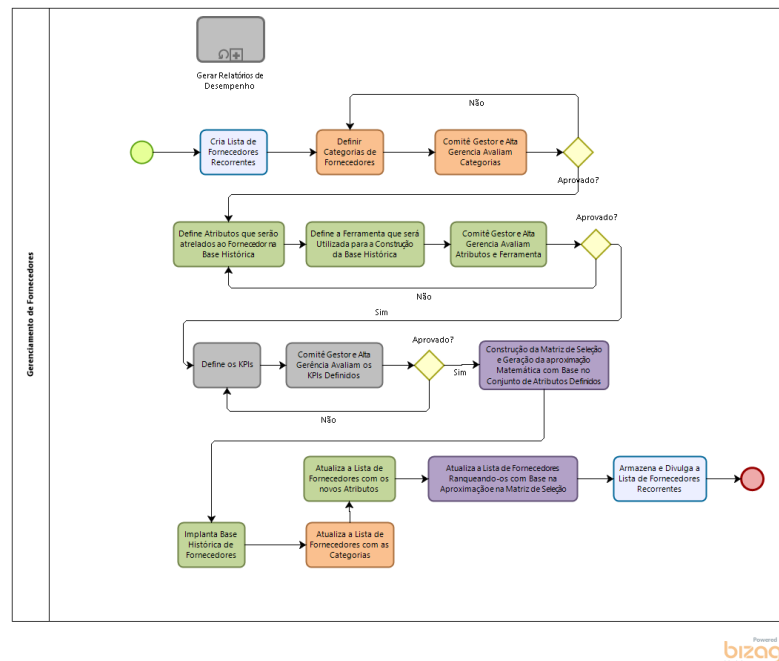 Gerar Relatórios de
Desempenho
Não
Cria Lista de
Fornecedores
Recorrentes
Definir
Categorias de
Fornecedores
Comitê Gestor e Alta
Gerencia Avaliam
Categorias
Aprovado?
Define Atributos que serão
atrelados ao Fornecedor na
Base Histórica
Define a Ferramenta que será
Utilizada para a Construção
da Base Histórica
Comitê Gestor e Alta
Gerencia Avaliam
Atributos e Ferramenta
Aprovado?
Não
Sim
Gerenciamento de Fornecedores
Define os KPIs
Comitê Gestor e Alta
Gerência Avaliam os
KPIs Definidos
Aprovado?
Sim
Não
Construção da Matriz de Seleção
e Geração da aproximação
Matemática com Base no
Conjunto de Atributos Definidos
Atualiza a Lista de
Fornecedores com os
novos Atributos
Atualiza a Lista de Fornecedores
Ranqueando-os com Base na
Aproximação e na Matriz de Seleção
Armazena e Divulga a
Lista de Fornecedores
Recorrentes
Implanta Base
Histórica de
Fornecedores
Atualiza a Lista de
Fornecedores com as
Categorias
Powered
bizag